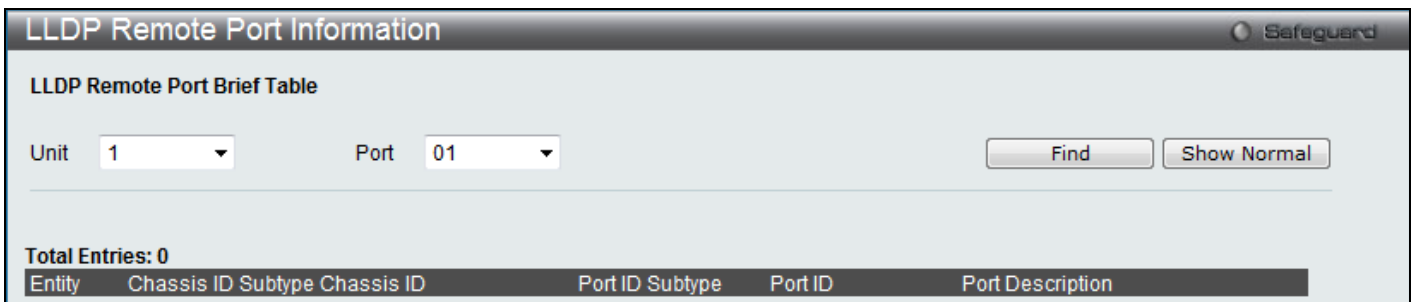 LLDP Remote Port Information Safeguard
LLDP Remote Port Brief Table
Unit 1 Port 01 Find Show Normal
Total Entries: 0
Entity Chassis ID Subtype Chassis ID Port ID Subtype Port ID Port Description